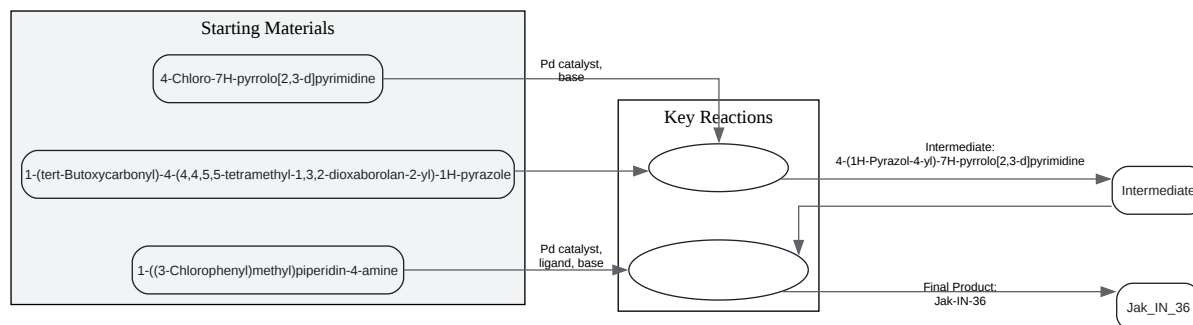 Starting Materials
4-Chloro-7H-pyrrolo[2,3-d]pyrimidine
1-(tert-Butoxycarbonyl)-4-(4,4,5,5-tetramethyl-1,3,2-dioxaborolan-2-yl)-1H-pyrazole
1-((3-Chlorophenyl)methyl)piperidin-4-amine
Pd catalyst,
base
Pd catalyst,
ligand, base
Key Reactions
Intermediate:
4-(1H-Pyrazol-4-yl)-7H-pyrrolo[2,3-d]pyrimidine
Intermediate
Final Product:
Jak-IN-36
Jak_IN_36